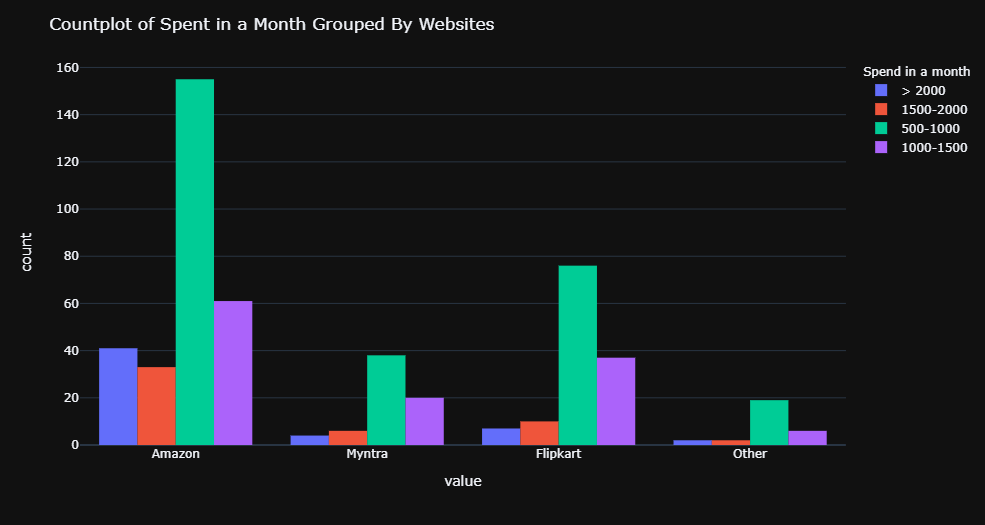 Countplot of Spent in a Month Grouped By Websites
Spend in a month
> 2000
1500-2000
500-1000
1000-1500
160
140
120
100
80
60
40
20
0
count
Amazon
Myntra
Flipkart
Other
value